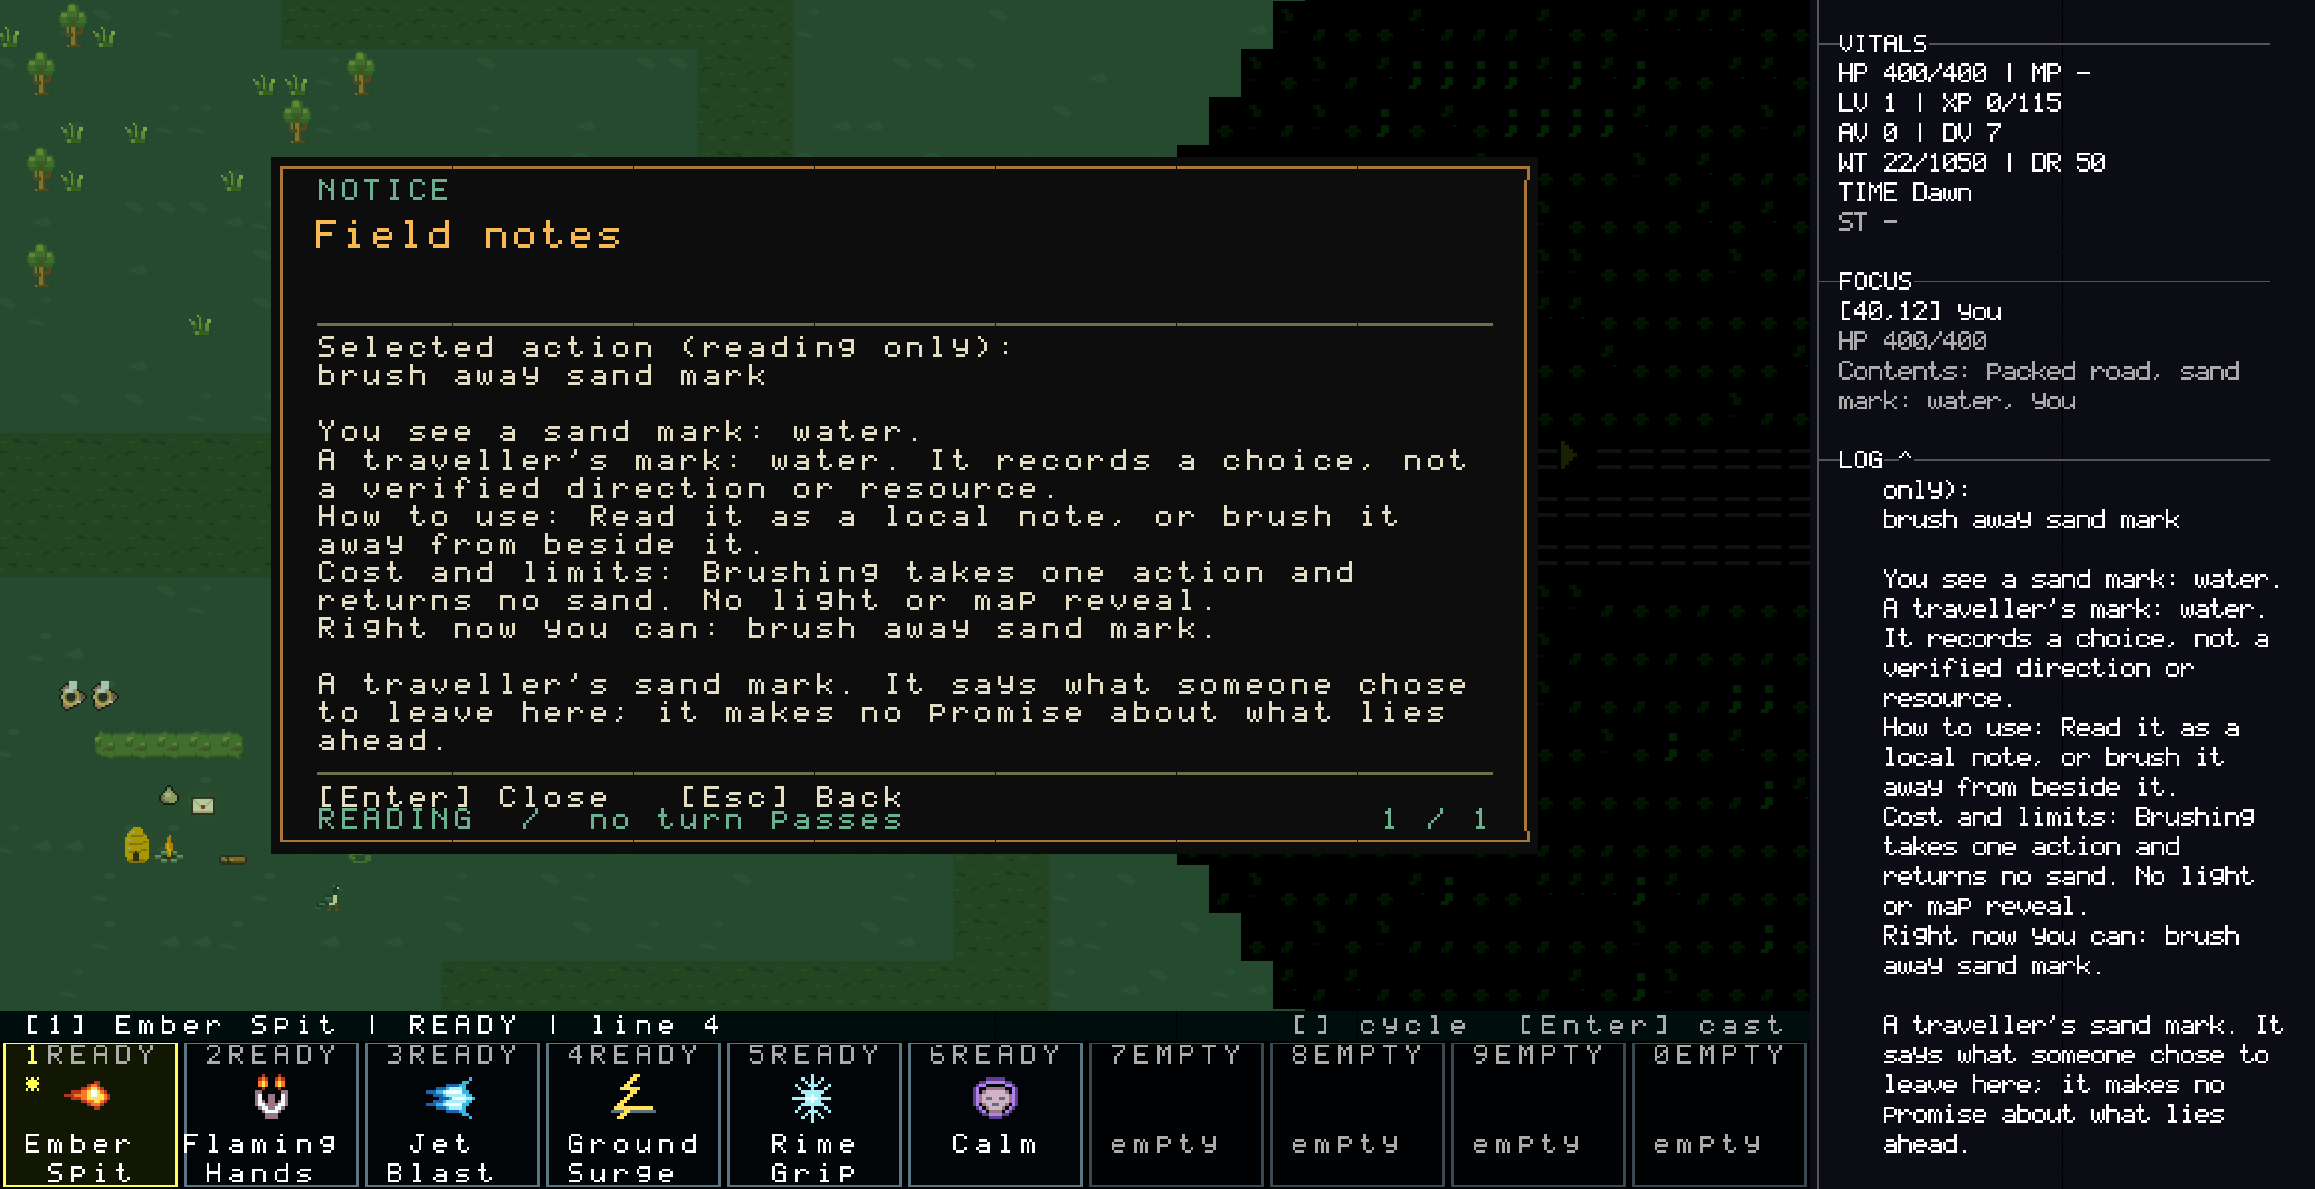 NOTICE
Field notes
Selected action (reading only):
brush away sand mark
You see a sand mark: water.
A traveller's mark: water. It records a choice, not
a verified direction or resource.
How to use: Read it as a local note, or brush it
away from beside it.
Cost and limits: Brushing takes one action and
returns no sand. No light or map reveal.
Right now you can: brush away sand mark.
A traveller's sand mark. It says what someone chose
to leave here; it makes no promise about what lies
ahead.
[Enter] Close [Esc] Back
READING / no turn passes 1 / 1
[1] Ember Spit | READY | line 4 [] cycle [Enter] cast
1READY 2READY 3READY 4READY 5READY 6READY 7EMPTY 8EMPTY 9EMPTY 0EMPTY
Ember Spit
Flaming Hands
Jet Blast
Ground Surge
Rime Grip
Calm
empty
empty
empty
empty
VITALS
HP 400/400 | MP -
LV 1 | XP 0/115
AV 0 | DV 7
WT 22/1050 | DR 50
TIME Dawn
ST -
FOCUS
[40,12] You
HP 400/400
Contents: Packed road, sand
mark: water, You
LOG ^
only):
brush away sand mark
You see a sand mark: water.
A traveller's mark: water.
It records a choice, not a
verified direction or
resource.
How to use: Read it as a
local note, or brush it
away from beside it.
Cost and limits: Brushing
takes one action and
returns no sand. No light
or map reveal.
Right now you can: brush
away sand mark.
A traveller's sand mark. It
says what someone chose to
leave here; it makes no
promise about what lies
ahead.